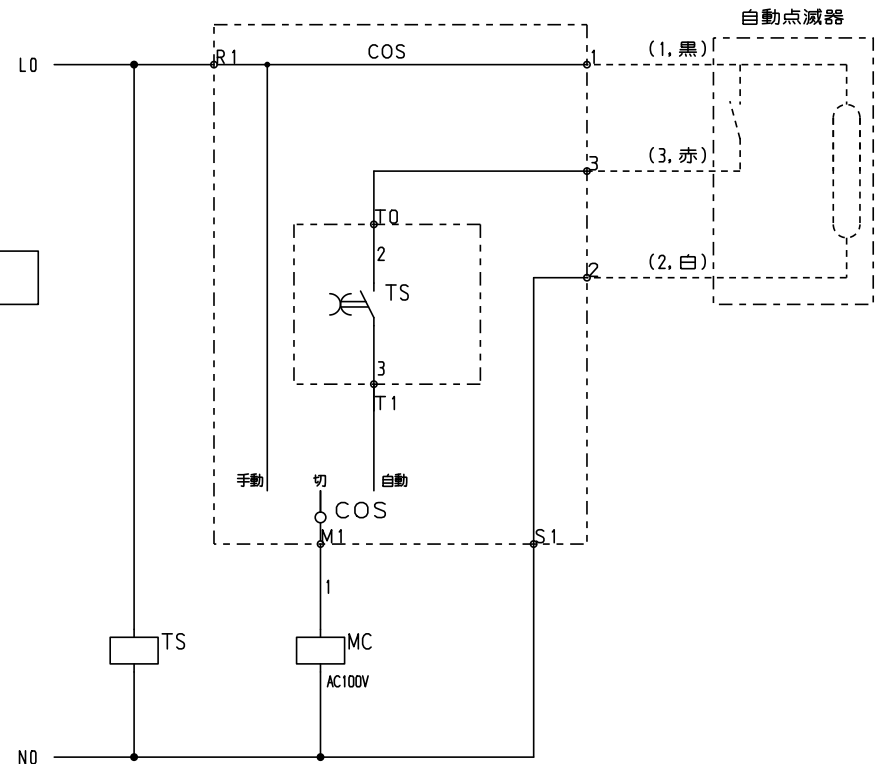 自動点滅器
L0
R1
COS
1
(1,黒)
3
(3,赤)
T0
2
TS
2
(2,白)
3
T1
手動
切
自動
COS
M1
S1
1
TS
MC
AC100V
N0